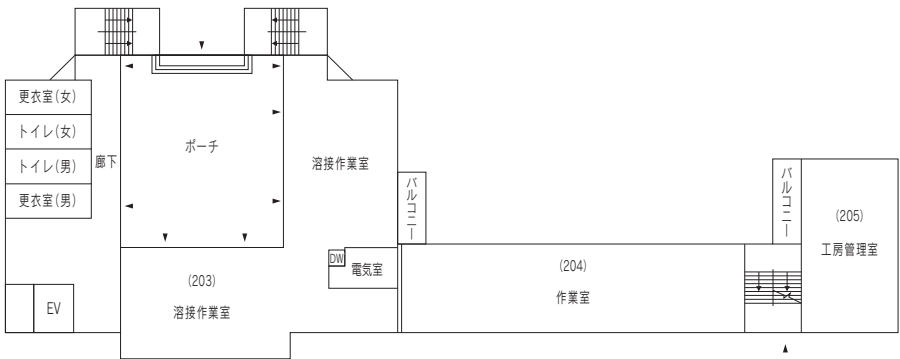 更衣室(女)
トイレ(女)
トイレ(男)
更衣室(男)
廊下
ポーチ
溶接作業室
バルコニー
バルコニー
(205)
工房管理室
DW
電気室
(204)
作業室
(203)
溶接作業室
EV